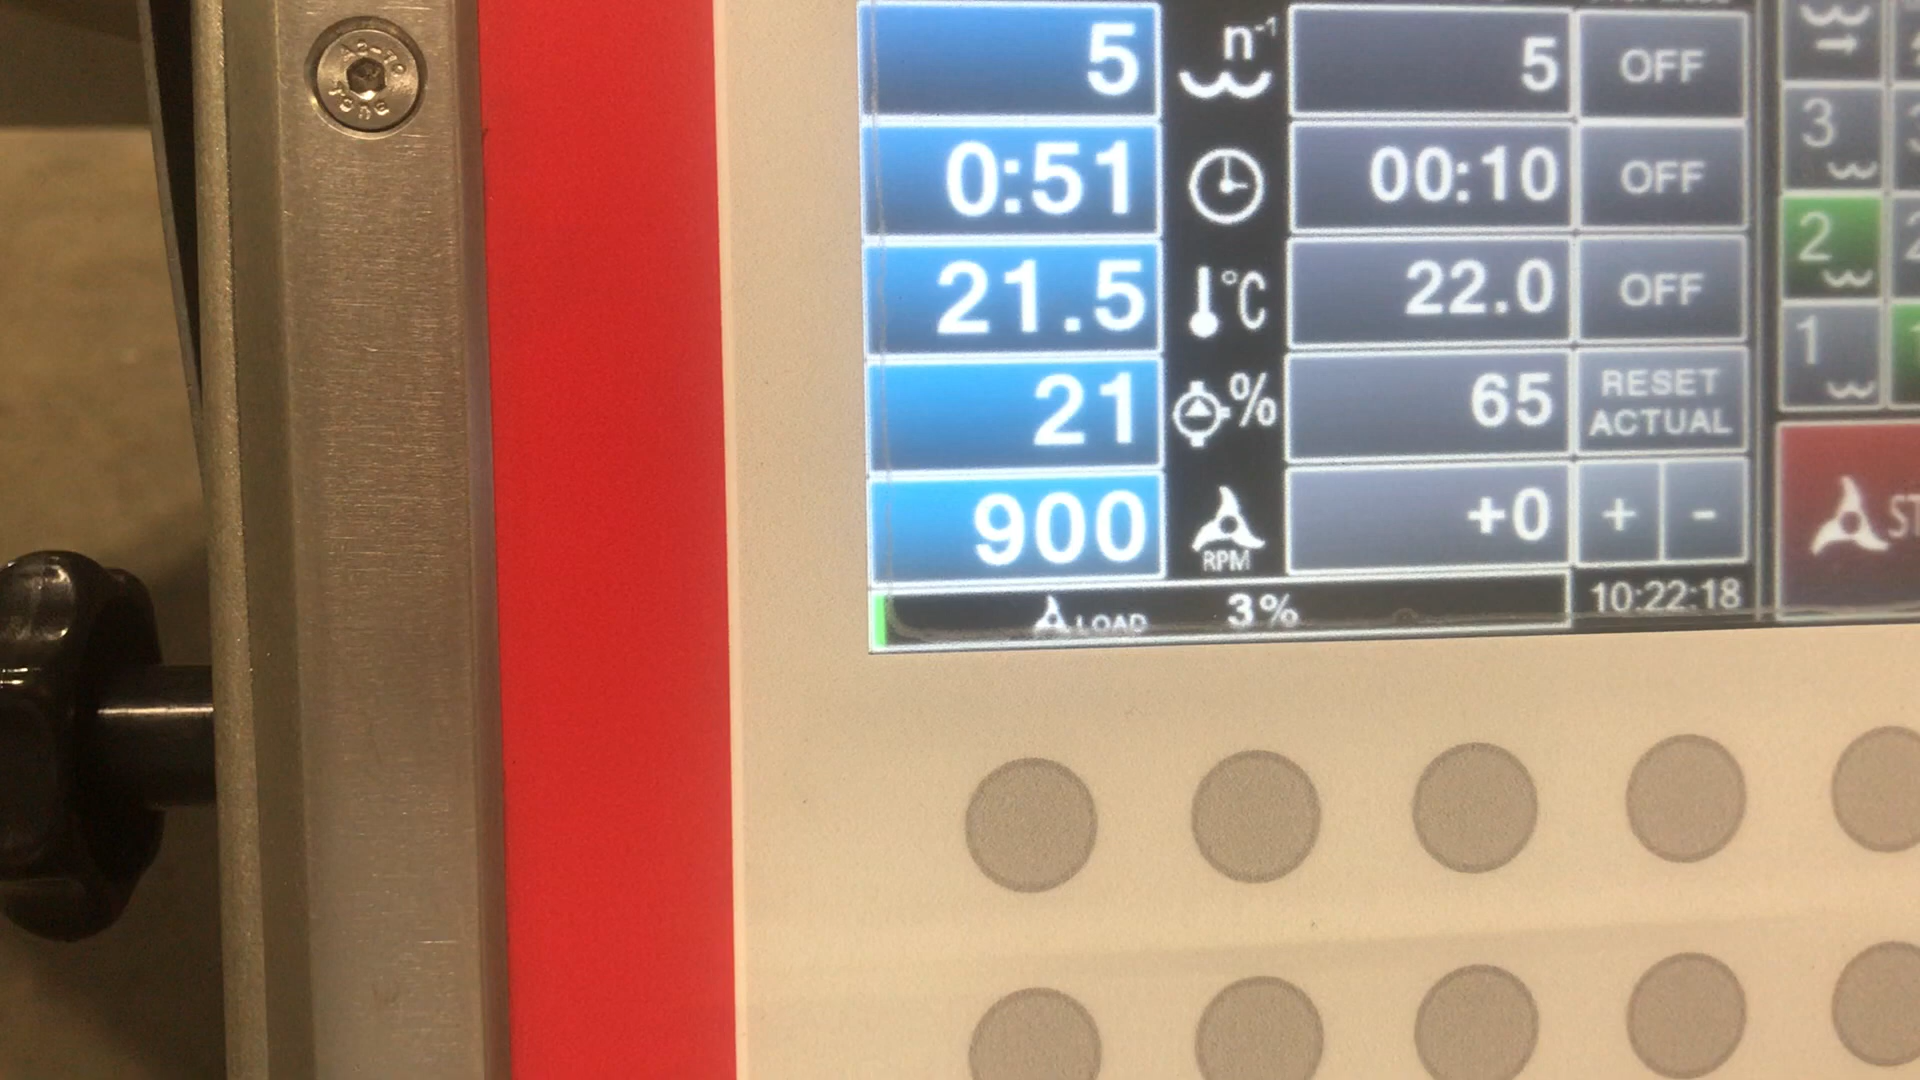 5 n-1 5 OFF
0:51 00:10 OFF
21.5 °C 22.0 OFF
21 % 65 RESET ACTUAL
900 RPM +0 + -
LOAD 3% 10:22:18
3
2
1